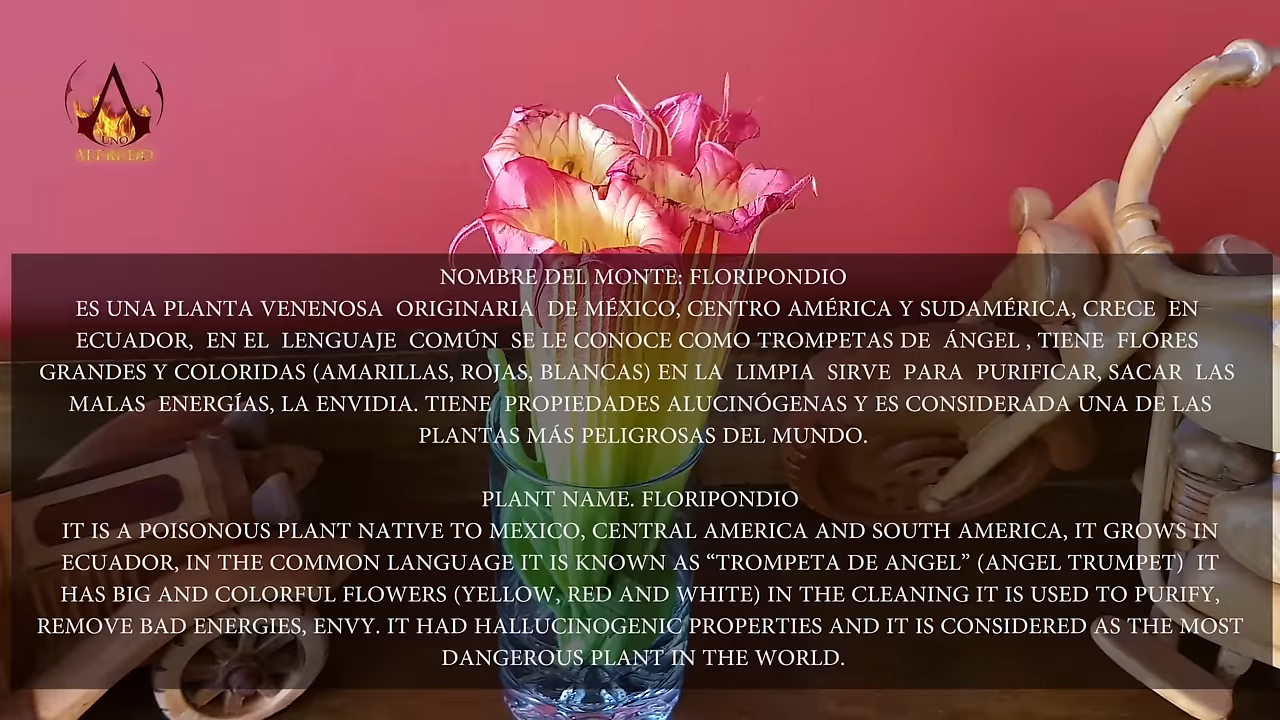 UNO
ALFREDO
NOMBRE DEL MONTE: FLORIPONDIO
ES UNA PLANTA VENENOSA ORIGINARIA DE MÉXICO, CENTRO AMÉRICA Y SUDAMÉRICA, CRECE EN
ECUADOR, EN EL LENGUAJE COMÚN SE LE CONOCE COMO TROMPETAS DE ÁNGEL , TIENE FLORES
GRANDES Y COLORIDAS (AMARILLAS, ROJAS, BLANCAS) EN LA LIMPIA SIRVE PARA PURIFICAR, SACAR LAS
MALAS ENERGÍAS, LA ENVIDIA. TIENE PROPIEDADES ALUCINÓGENAS Y ES CONSIDERADA UNA DE LAS
PLANTAS MÁS PELIGROSAS DEL MUNDO.
PLANT NAME. FLORIPONDIO
IT IS A POISONOUS PLANT NATIVE TO MEXICO, CENTRAL AMERICA AND SOUTH AMERICA, IT GROWS IN
ECUADOR, IN THE COMMON LANGUAGE IT IS KNOWN AS “TROMPETA DE ANGEL” (ANGEL TRUMPET) IT
HAS BIG AND COLORFUL FLOWERS (YELLOW, RED AND WHITE) IN THE CLEANING IT IS USED TO PURIFY,
REMOVE BAD ENERGIES, ENVY. IT HAD HALLUCINOGENIC PROPERTIES AND IT IS CONSIDERED AS THE MOST
DANGEROUS PLANT IN THE WORLD.